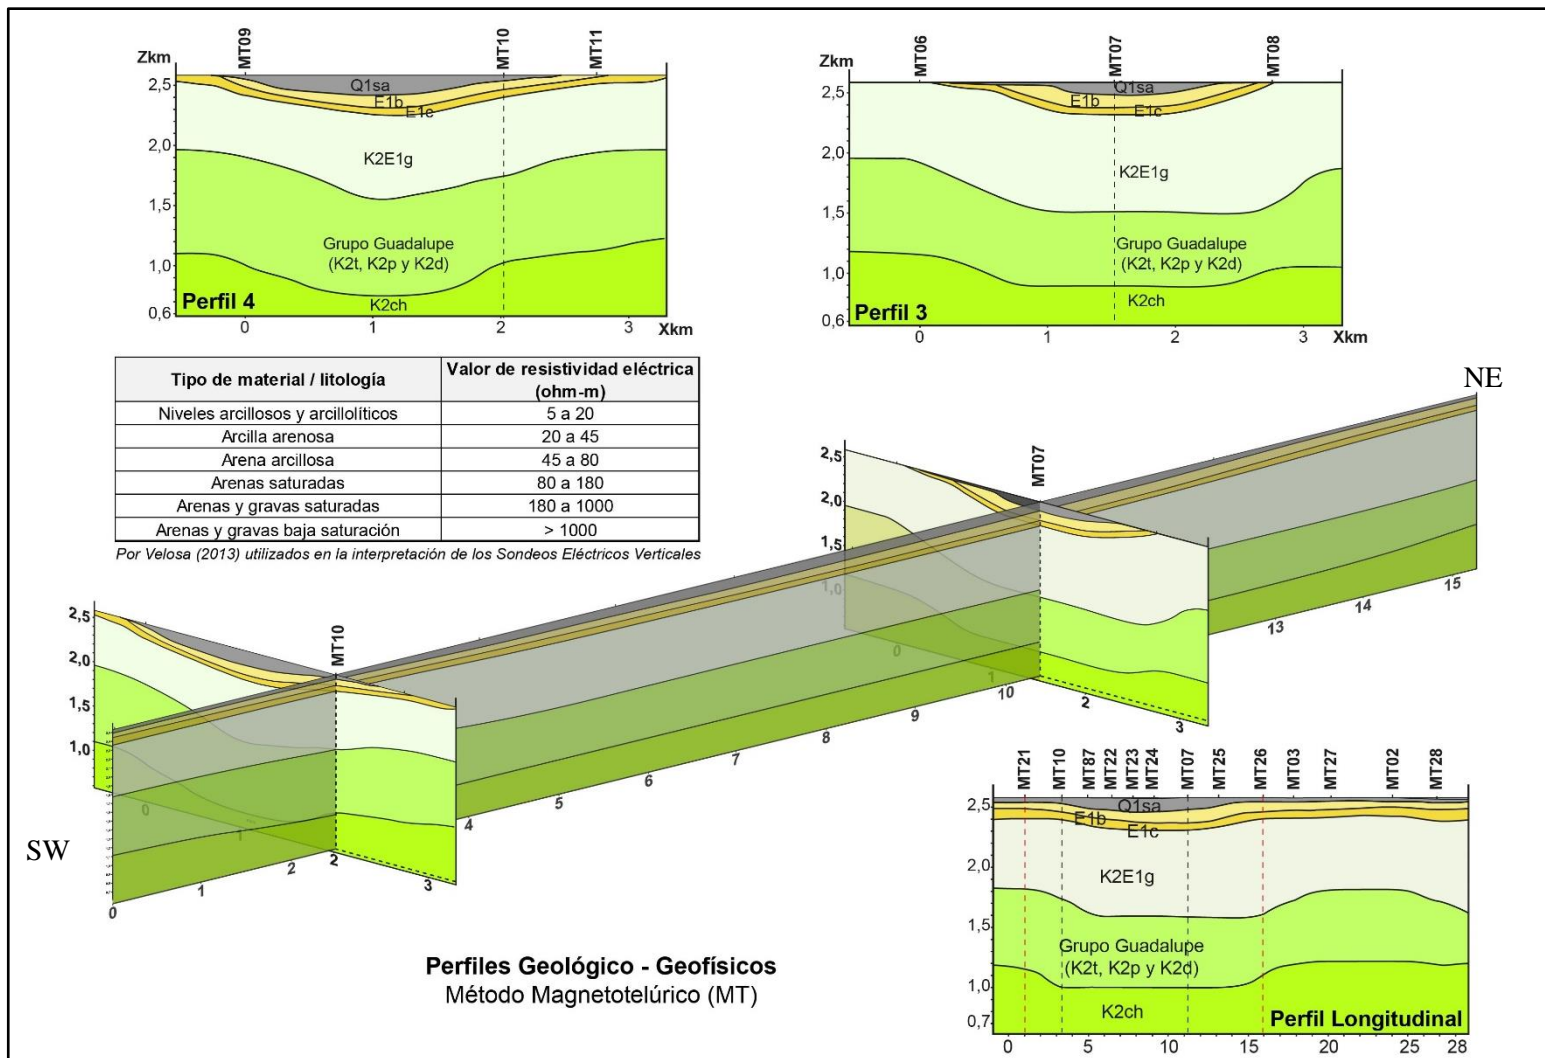 Zkm
MT09
MT10
MT11
2,5
2,0
1,5
1,0
0,6
Q1sa
E1b
E1c
K2E1g
Grupo Guadalupe
(K2t, K2p y K2d)
K2ch
Perfil 4
0
1
2
3
Xkm
Zkm
MT06
MT07
MT08
2,5
2,0
1,5
1,0
0,6
Q1sa
E1b
E1c
K2E1g
Grupo Guadalupe
(K2t, K2p y K2d)
K2ch
Perfil 3
0
1
2
3
Xkm
Tipo de material / litología Valor de resistividad eléctrica
(ohm-m)
Niveles arcillosos y arcillolíticos 5 a 20
Arcilla arenosa 20 a 45
Arena arcillosa 45 a 80
Arenas saturadas 80 a 180
Arenas y gravas saturadas 180 a 1000
Arenas y gravas baja saturación > 1000
Por Velosa (2013) utilizados en la interpretación de los Sondeos Eléctricos Verticales
NE
MT07
2,5
2,0
1,5
1,0
0
1
2
3
MT10
2,5
2,0
1,5
1,0
0
1
2
3
SW
0
1
2
4
5
6
7
8
9
10
13
14
15
Perfiles Geológico - Geofísicos
Método Magnetotelúrico (MT)
MT21
MT10
MT87
MT22
MT23
MT24
MT07
MT25
MT26
MT03
MT27
MT02
MT28
2,5
2,0
1,5
1,0
0,7
Q1sa
E1b
E1c
K2E1g
Grupo Guadalupe
(K2t, K2p y K2d)
K2ch
Perfil Longitudinal
0
5
10
15
20
25
28